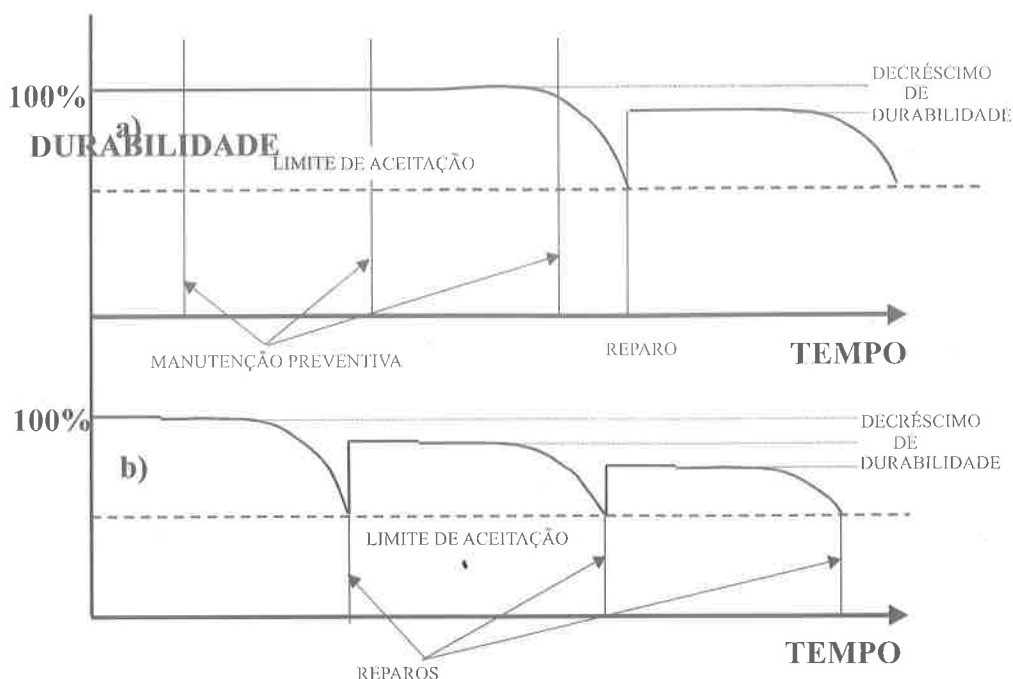 DECRÉSCIMO
DE
DURABILIDADE
100%
a)
DURABILIDADE
LIMITE DE ACEITAÇÃO
MANUTENÇÃO PREVENTIVA
REPARO
TEMPO
100%
DECRÉSCIMO
DE
DURABILIDADE
b)
LIMITE DE ACEITAÇÃO
REPAROS
TEMPO